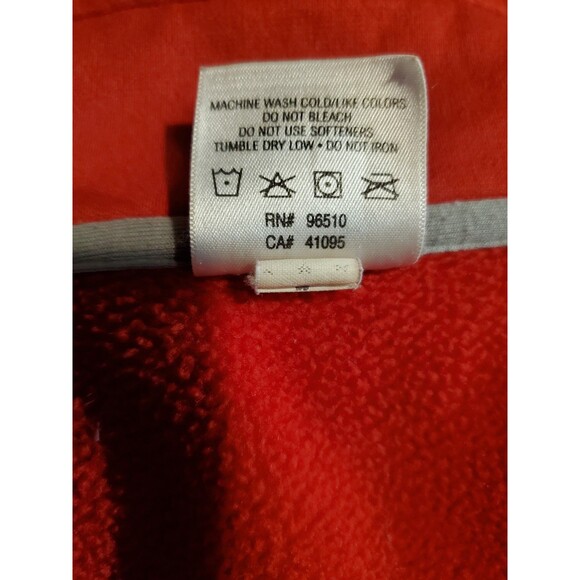 MACHINE WASH COLD/LIKE COLORS
DO NOT BLEACH
DO NOT USE SOFTENERS
TUMBLE DRY LOW • DO NOT IRON
RN# 96510
CA# 41095